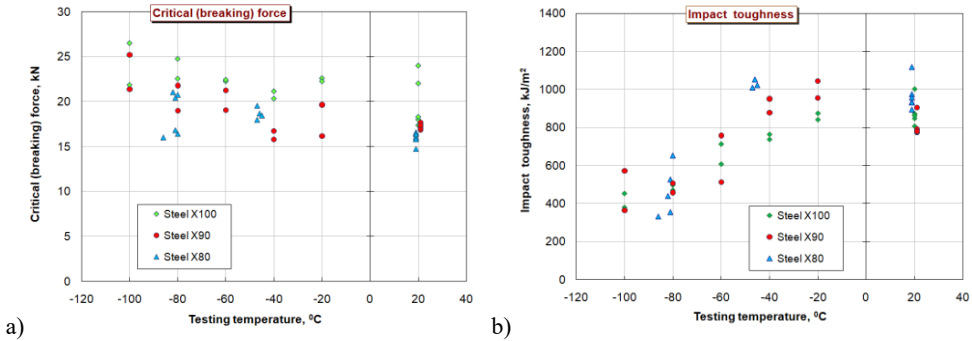 Critical (breaking) force
30
25
20
15
10
5
0
Critical (breaking) force, kN
Steel X100
Steel X90
Steel X80
-120 -100 -80 -60 -40 -20 0 20 40
Testing temperature, ⁰C
a)
Impact toughness
1400
1200
1000
800
600
400
200
0
Impact toughness, kJ/m²
Steel X100
Steel X90
Steel X80
-120 -100 -80 -60 -40 -20 0 20 40
Testing temperature, ⁰C
b)